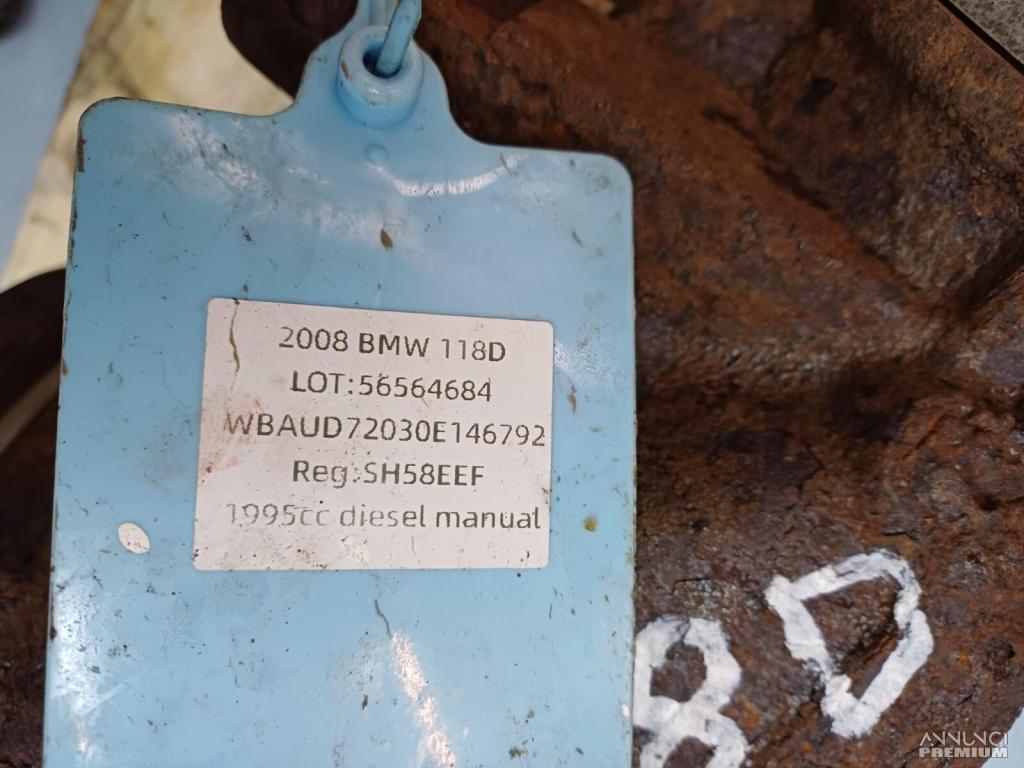 2008 BMW 118D
LOT:56564684
WBAUD72030E146792
Reg:SH58EEF
1995cc diesel manual
8D
ANNUNCI
PREMIUM